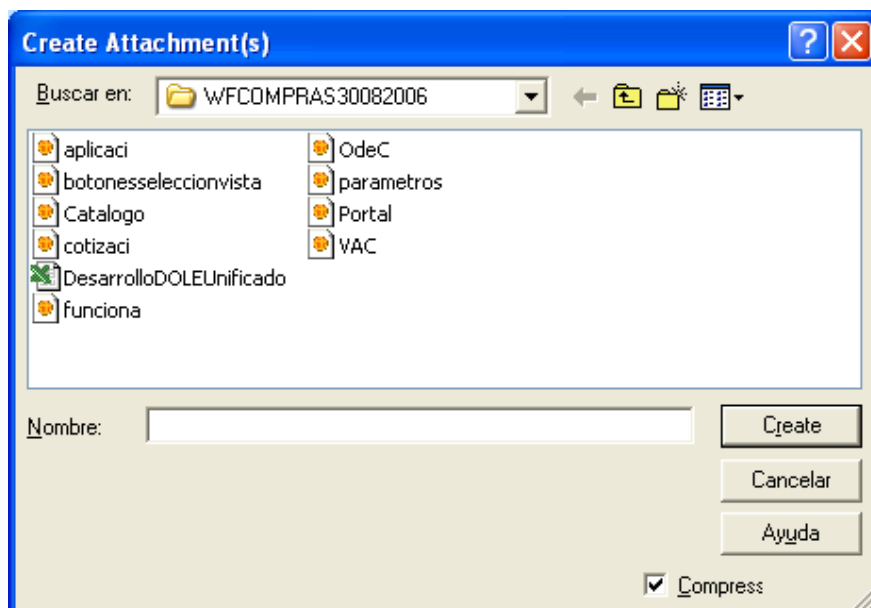 Create Attachment(s)
Buscar en: WFCOMPRAS30082006
aplicaci
botonesseleccionvista
Catalogo
cotizaci
DesarrolloDOLEUnificado
funciona
OdeC
parametros
Portal
VAC
Nombre:
Create
Cancelar
Ayuda
Compress